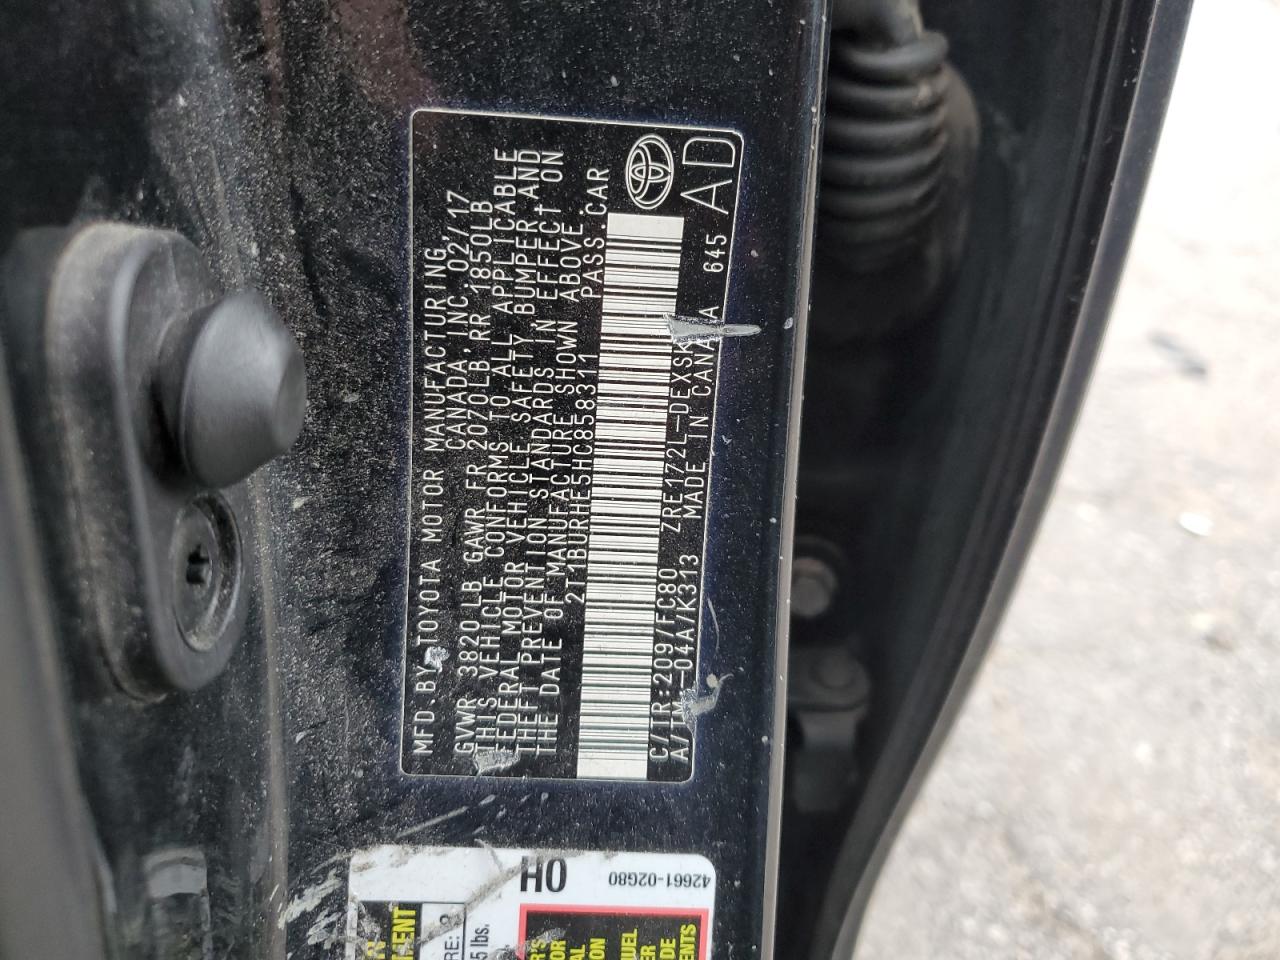 MFD. BY TOYOTA MOTOR MANUFACTURING,
CANADA, INC. 02/17
GVWR 3820 LB GAWR FR 2070LB, RR 1850LB
THIS VEHICLE CONFORMS TO ALL APPLICABLE
FEDERAL MOTOR VEHICLE SAFETY, BUMPER, AND
THEFT PREVENTION STANDARDS IN EFFECT ON
THE DATE OF MANUFACTURE SHOWN ABOVE.
2T1BURHE5HC858311 PASS.CAR
C/TR:209/FC80 ZRE172L-DEXSK
A/TM:-04A/K313 MADE IN CANADA 645 AD
HO
42661-02G80